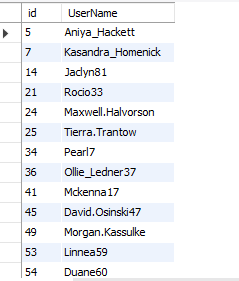 id UserName
5 Aniya_Hackett
7 Kasandra_Homenick
14 Jaclyn81
21 Rocio33
24 Maxwell.Halvorson
25 Tierra.Trantow
34 Pearl7
36 Ollie_Ledner37
41 Mckenna17
45 David.Osinski47
49 Morgan.Kassulke
53 Linnea59
54 Duane60